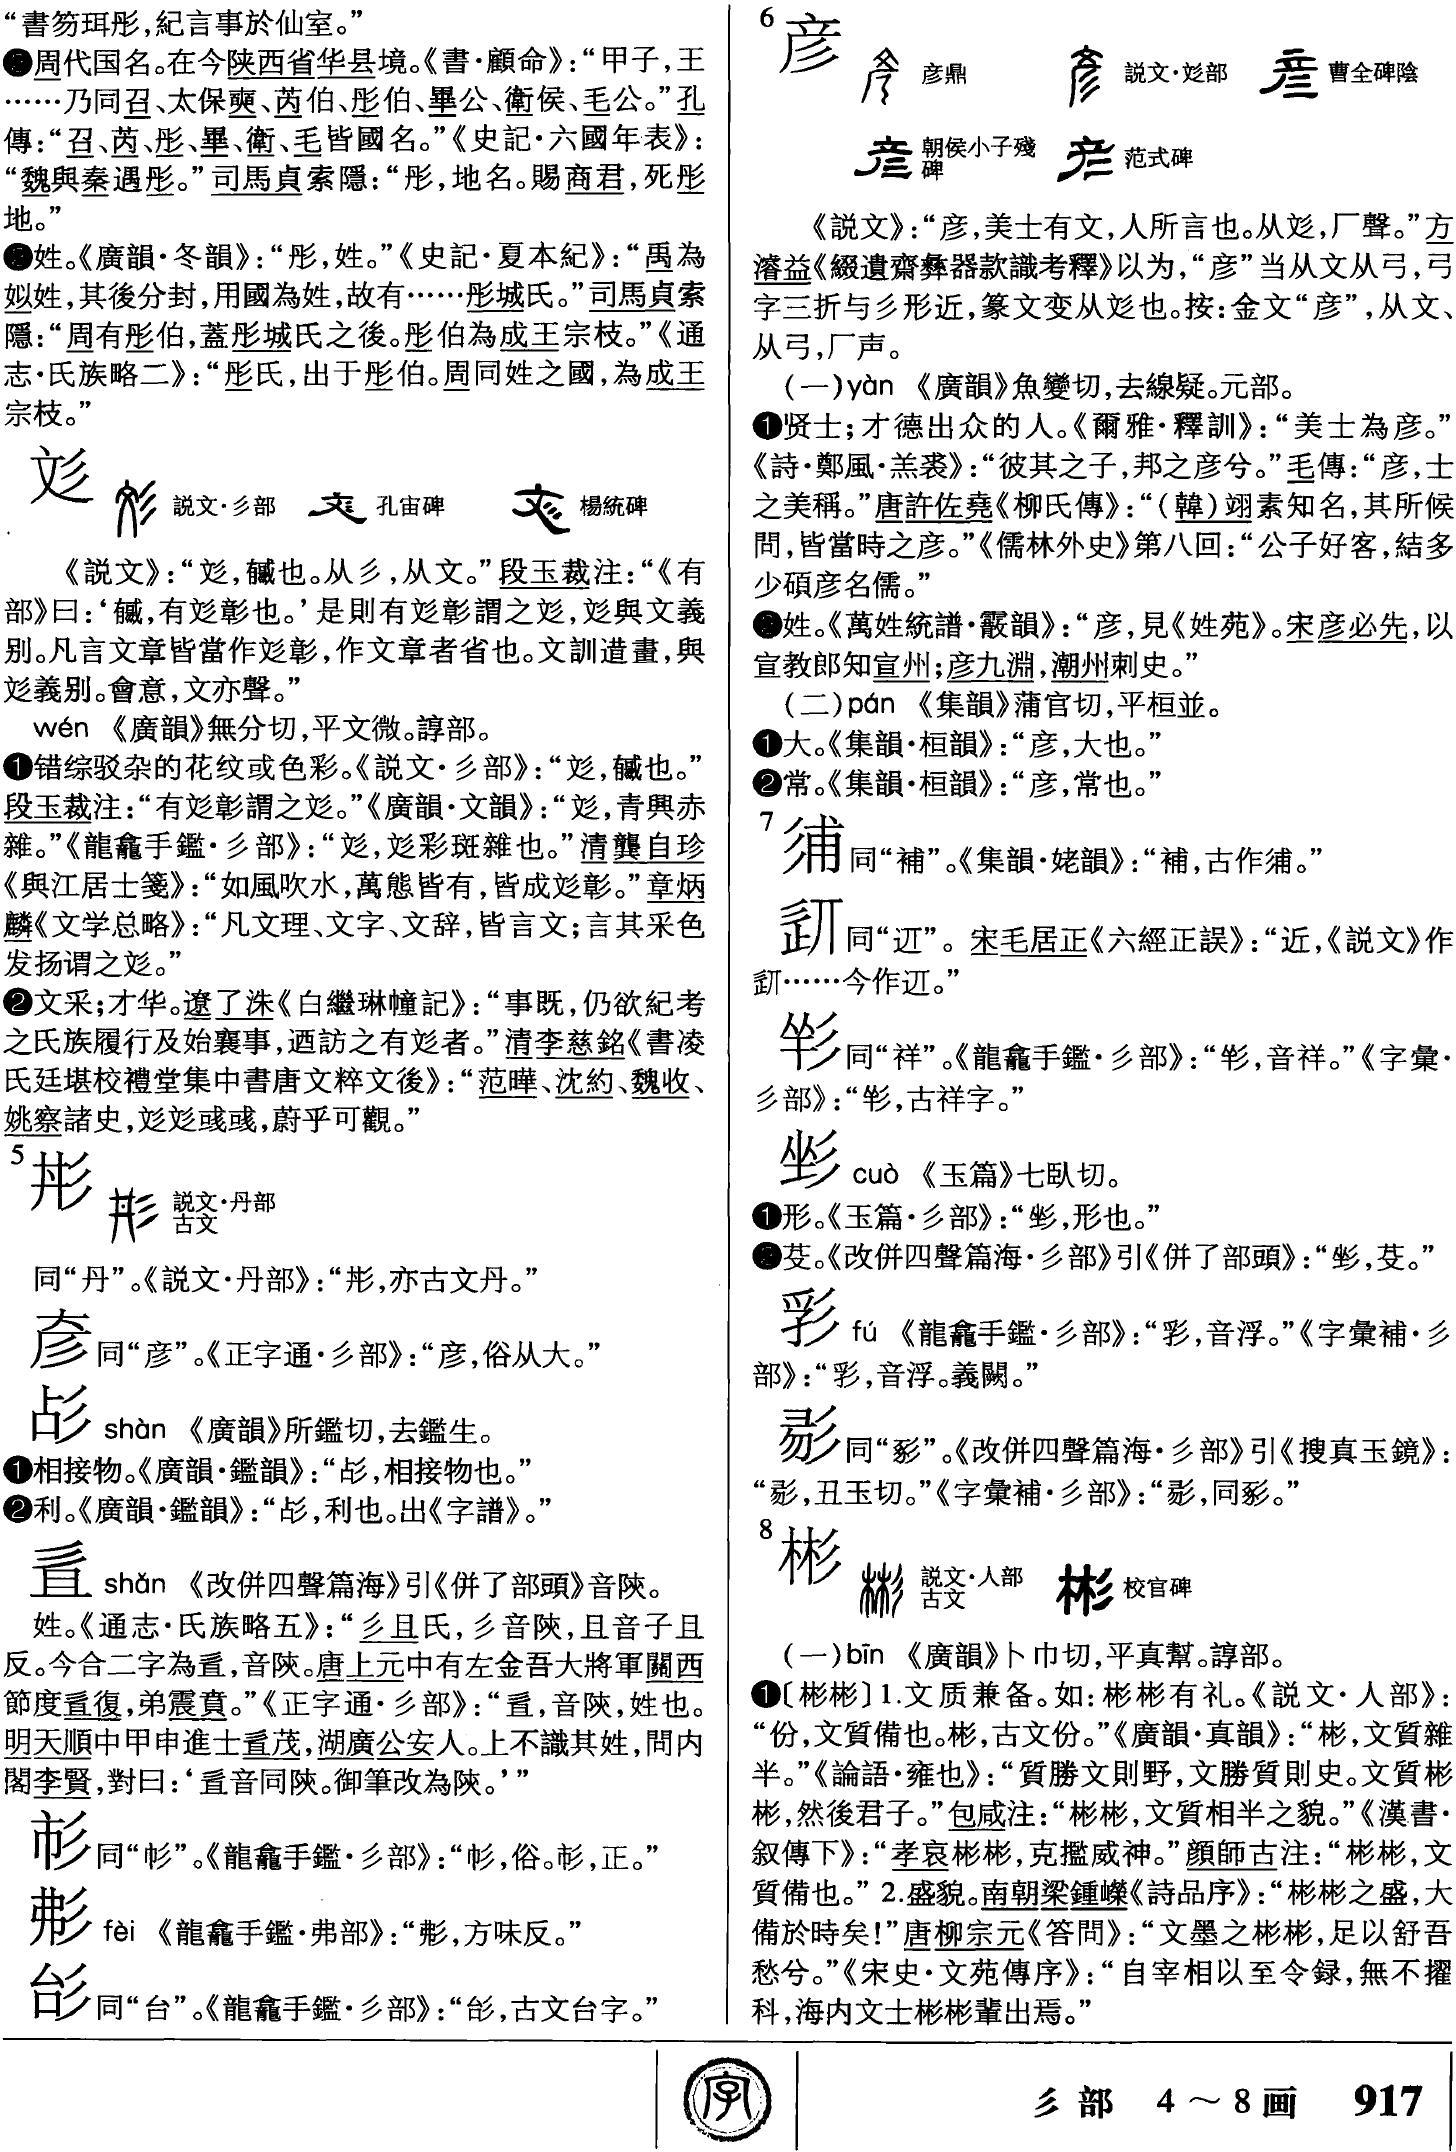 “書笏珥彤，紀言事於仙室。”
❺周代国名。在今陕西省华县境。《書·顧命》：“甲子，王
……乃同召、太保奭、芮伯、彤伯、畢公、衛侯、毛公。”孔
傳：“召、芮、彤、畢、衛、毛皆國名。”《史記·六國年表》：
“魏與秦遇彤。”司馬貞索隱：“彤，地名。賜商君，死彤
地。”
❻姓。《廣韻·冬韻》：“彤，姓。”《史記·夏本紀》：“禹為
姒姓，其後分封，用國為姓，故有……彤城氏。”司馬貞索
隱：“周有彤伯，蓋彤城氏之後。彤伯為成王宗枝。”《通
志·氏族略二》：“彤氏，出于彤伯。周同姓之國，為成王
宗枝。”
彣 説文·彡部 孔宙碑 楊統碑
《説文》：“彣，𢒰也。从彡，从文。”段玉裁注：“《有
部》曰：‘𢒰，有彣彰也。’是則有彣彰謂之彣，彣與文義
别。凡言文章皆當作彣彰，作文章者省也。文訓造畫，與
彣義别。會意，文亦聲。”
wén 《廣韻》無分切，平文微。諄部。
❶错综驳杂的花纹或色彩。《説文·彡部》：“彣，𢒰也。”
段玉裁注：“有彣彰謂之彣。”《廣韻·文韻》：“彣，青與赤
雜。”《龍龕手鑑·彡部》：“彣，彣彩斑雜也。”清龔自珍
《與江居士箋》：“如風吹水，萬態皆有，皆成彣彰。”章炳
麟《文学总略》：“凡文理、文字、文辞，皆言文；言其采色
发扬谓之彣。”
❷文采；才华。遼了洙《白繼琳幢記》：“事既，仍欲紀考
之氏族履行及始襄事，迺訪之有彣者。”清李慈銘《書凌
氏廷堪校禮堂集中書唐文粹文後》：“范曄、沈約、魏收、
姚察諸史，彣彣彧彧，蔚乎可觀。”
5 𢒈 説文·丹部
古文
同“丹”。《説文·丹部》：“𢒈，亦古文丹。”
同“彦”。《正字通·彡部》：“彦，俗从大。”
shàn 《廣韻》所鑑切，去鑑生。
❶相接物。《廣韻·鑑韻》：“，相接物也。”
❷利。《廣韻·鑑韻》：“，利也。出《字譜》。”
shǎn 《改併四聲篇海》引《併了部頭》音陝。
姓。《通志·氏族略五》：“彡且氏，彡音陝，且音子且
反。今合二字為，音陝。唐上元中有左金吾大將軍關西
節度復，弟震賁。”《正字通·彡部》：“，音陝，姓也。
明天順中甲申進士茂，湖廣公安人。上不識其姓，問内
閣李賢，對曰：‘音同陝。御筆改為陝。’”
同“”。《龍龕手鑑·彡部》：“，俗。，正。”
fèi 《龍龕手鑑·弗部》：“，方味反。”
同“台”。《龍龕手鑑·彡部》：“，古文台字。”
6 彦 彦鼎 説文·彣部 曹全碑陰
朝侯小子殘
碑 范式碑
《説文》：“彦，美士有文，人所言也。从彣，厂聲。”方
濬益《綴遺齋彝器款識考釋》以为，“彦”当从文从弓，弓
字三折与彡形近，篆文变从彣也。按：金文“彦”，从文、
从弓，厂声。
（一）yàn 《廣韻》魚變切，去線疑。元部。
❶贤士；才德出众的人。《爾雅·釋訓》：“美士為彦。”
《詩·鄭風·羔裘》：“彼其之子，邦之彦兮。”毛傳：“彦，士
之美稱。”唐許佐堯《柳氏傳》：“（韓）翊素知名，其所候
問，皆當時之彦。”《儒林外史》第八回：“公子好客，結多
少碩彦名儒。”
❷姓。《萬姓統譜·霰韻》：“彦，見《姓苑》。宋彦必先，以
宣教郎知宣州；彦九淵，潮州刺史。”
（二）pán 《集韻》蒲官切，平桓並。
❶大。《集韻·桓韻》：“彦，大也。”
❷常。《集韻·桓韻》：“彦，常也。”
7 同“補”。《集韻·姥韻》：“補，古作。”
同“辺”。宋毛居正《六經正誤》：“近，《説文》作
……今作。”
同“祥”。《龍龕手鑑·彡部》：“，音祥。”《字彙·
彡部》：“，古祥字。”
cuò 《玉篇》七臥切。
❶形。《玉篇·彡部》：“，形也。”
❷芟。《改併四聲篇海·彡部》引《併了部頭》：“，芟。”
fú 《龍龕手鑑·彡部》：“，音浮。”《字彙補·彡
部》：“，音浮。義闕。”
同“”。《改併四聲篇海·彡部》引《搜真玉鏡》：
“，丑玉切。”《字彙補·彡部》：“，同。”
8 彬 説文·人部
古文 校官碑
（一）bīn 《廣韻》卜巾切，平真幫。諄部。
❶〔彬彬〕1.文质兼备。如：彬彬有礼。《説文·人部》：
“份，文質備也。彬，古文份。”《廣韻·真韻》：“彬，文質雜
半。”《論語·雍也》：“質勝文則野，文勝質則史。文質彬
彬，然後君子。”包咸注：“彬彬，文質相半之貌。”《漢書·
叙傳下》：“孝哀彬彬，克㩜威神。”顔師古注：“彬彬，文
質備也。”2.盛貌。南朝梁鍾嶸《詩品序》：“彬彬之盛，大
備於時矣！”唐柳宗元《答問》：“文墨之彬彬，足以舒吾
愁兮。”《宋史·文苑傳序》：“自宰相以至令録，無不擢
科，海内文士彬彬輩出焉。”
字
彡部 4～8画 917